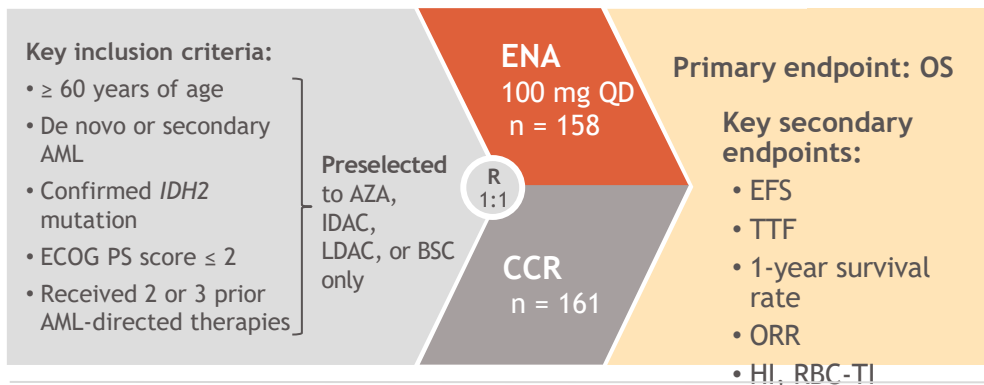 Key inclusion criteria:
• ≥ 60 years of age
• De novo or secondary
AML
• Confirmed IDH2
mutation
• ECOG PS score ≤ 2
• Received 2 or 3 prior
AML-directed therapies
Preselected
to AZA,
IDAC,
LDAC, or BSC
only
R
1:1
ENA
100 mg QD
n = 158
CCR
n = 161
Primary endpoint: OS
Key secondary
endpoints:
• EFS
• TTF
• 1-year survival
rate
• ORR
• HI, RBC-TI